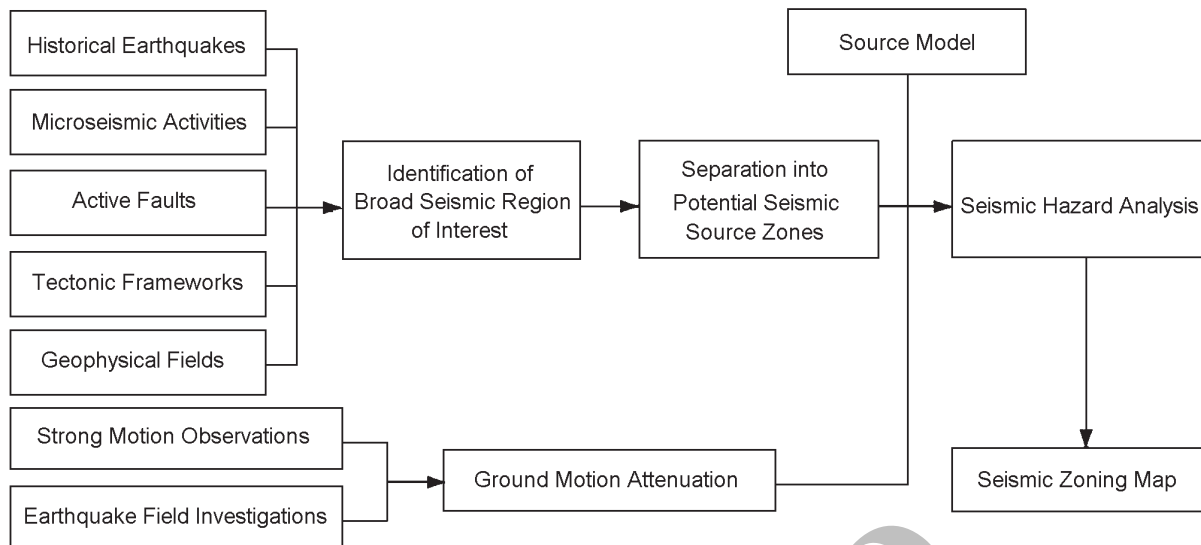 Historical Earthquakes
Microseismic Activities
Active Faults
Tectonic Frameworks
Geophysical Fields
Strong Motion Observations
Earthquake Field Investigations
Identification of
Broad Seismic Region
of Interest
Ground Motion Attenuation
Separation into
Potential Seismic
Source Zones
Source Model
Seismic Hazard Analysis
Seismic Zoning Map